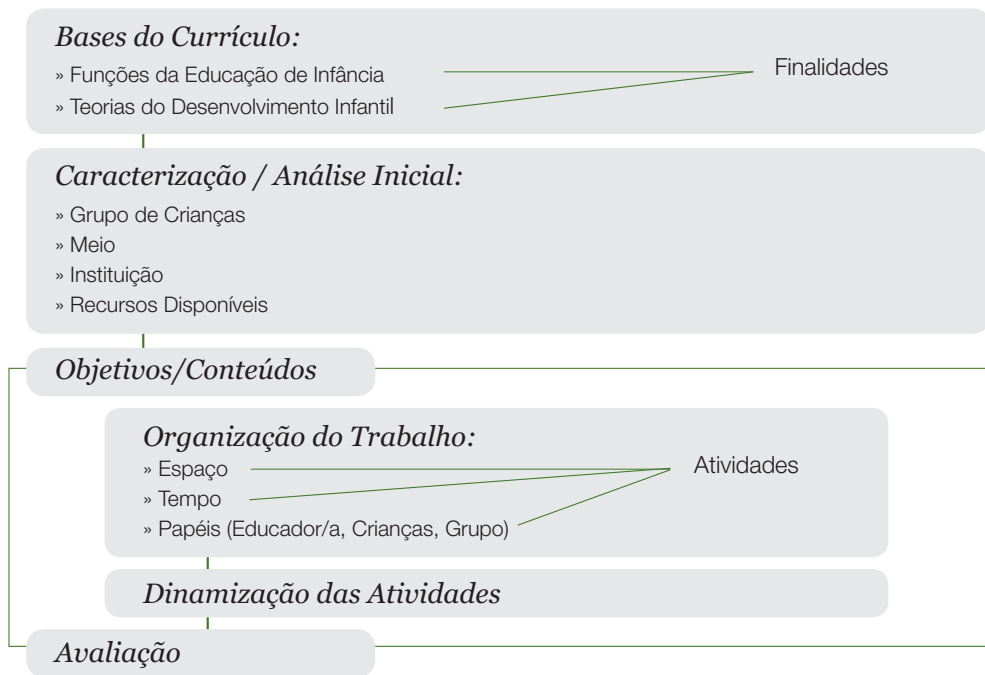 Bases do Currículo:
» Funções da Educação de Infância
Finalidades
» Teorias do Desenvolvimento Infantil
Caracterização / Análise Inicial:
» Grupo de Crianças
» Meio
» Instituição
» Recursos Disponíveis
Objetivos/Conteúdos
Organização do Trabalho:
» Espaço
Atividades
» Tempo
» Papéis (Educador/a, Crianças, Grupo)
Dinamização das Atividades
Avaliação